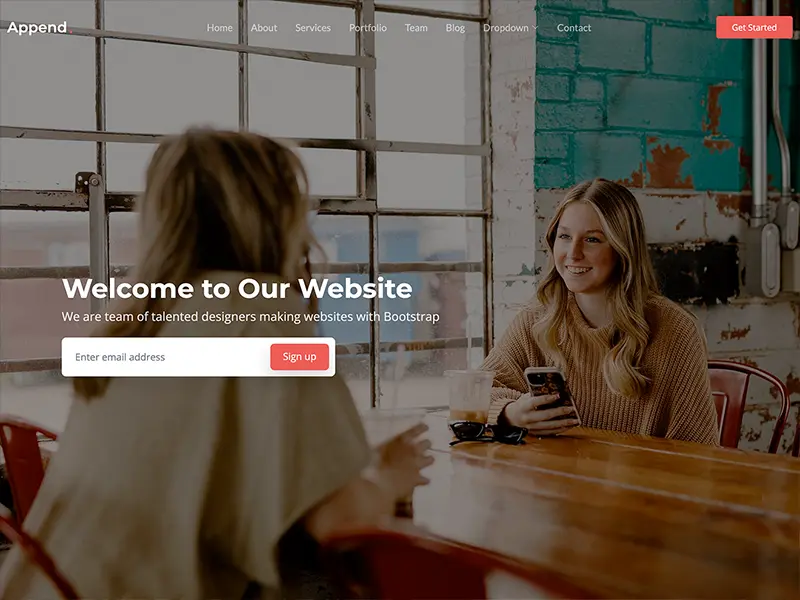 Append.
Home About Services Portfolio Team Blog Dropdown Contact
Get Started
Welcome to Our Website
We are team of talented designers making websites with Bootstrap
Enter email address
Sign up